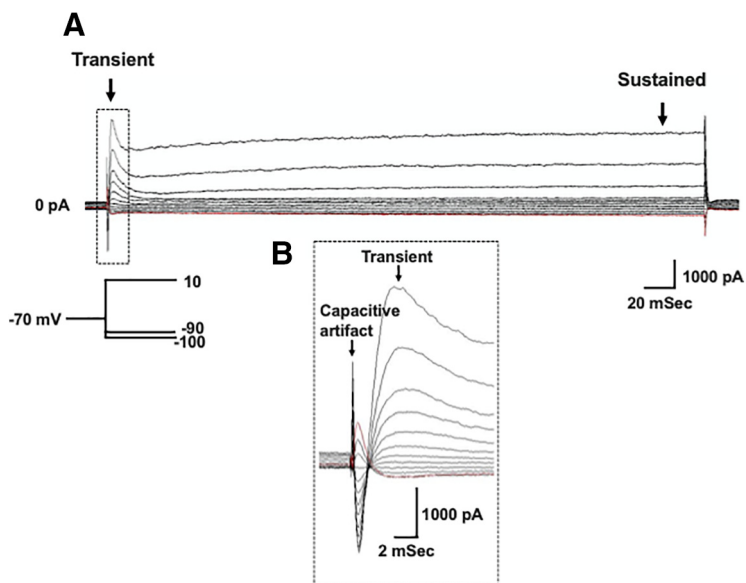 A
Transient
Sustained
0 pA
10
-70 mV
-90
-100
1000 pA
20 mSec
B
Transient
Capacitive
artifact
1000 pA
2 mSec